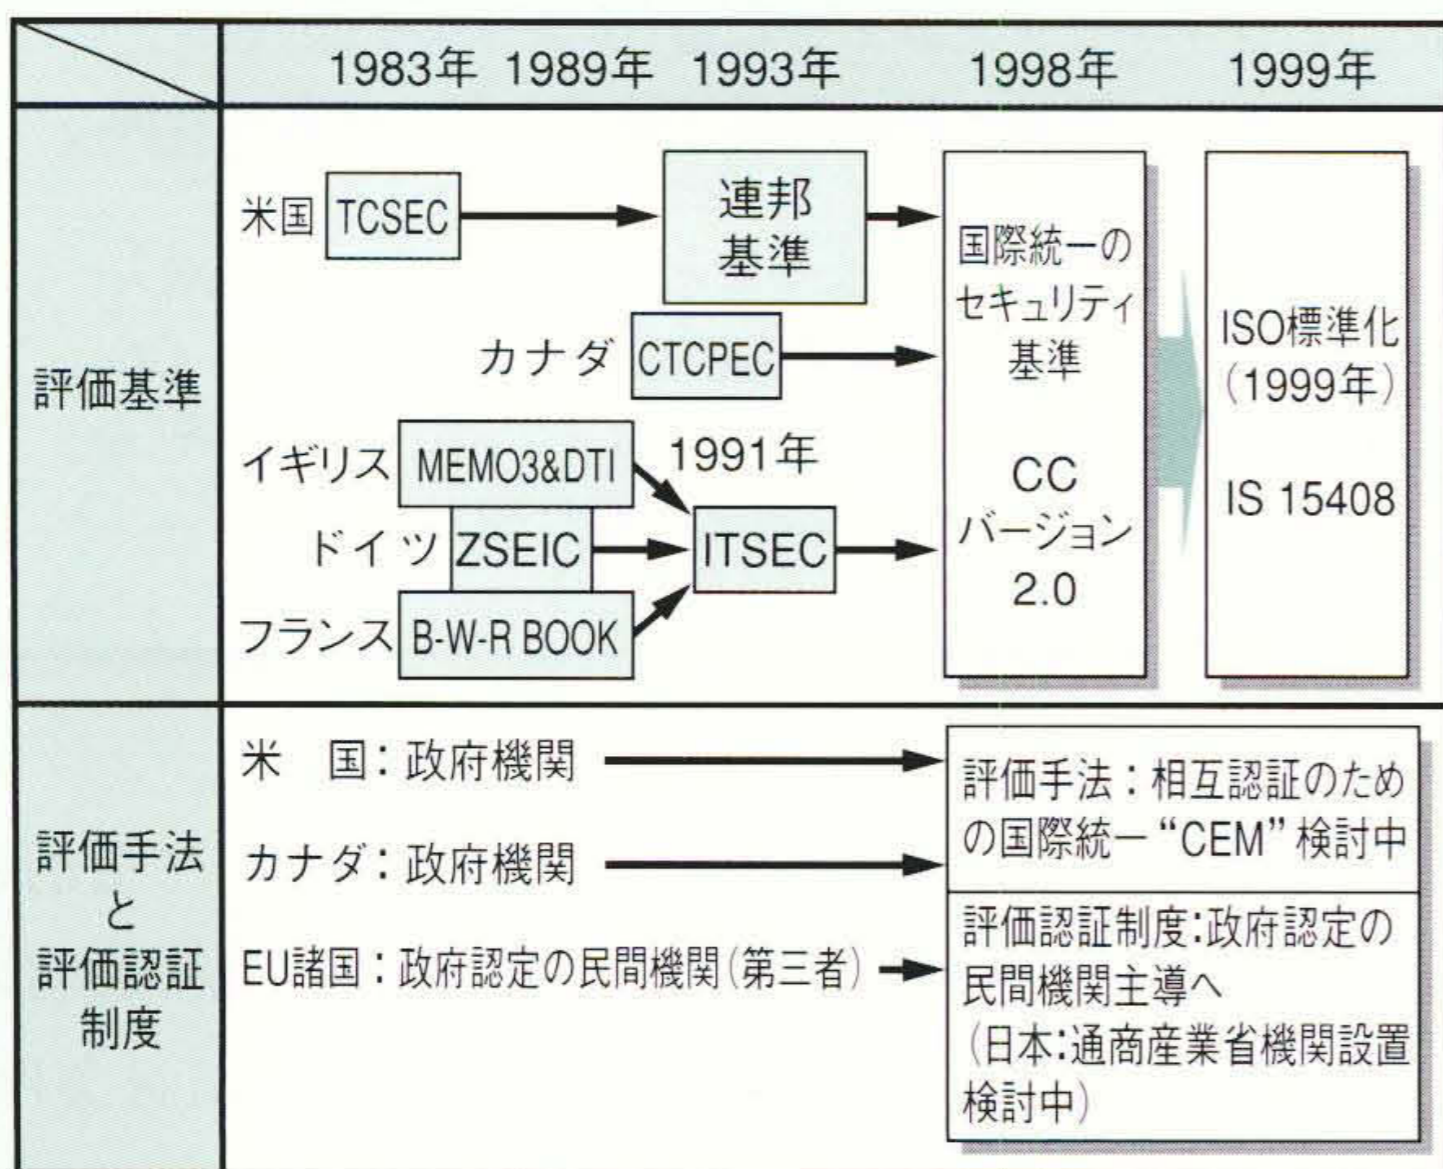 1983年 1989年 1993年 1998年 1999年
評価基準
米国 TCSEC
連邦
基準
カナダ CTCPEC
イギリス MEMO3&DTI
1991年
ドイツ ZSEIC
ITSEC
フランス B-W-R BOOK
国際統一の
セキュリティ
基準
CC
バージョン
2.0
ISO標準化
(1999年)
IS 15408
評価手法
と
評価認証
制度
米 国：政府機関
カナダ：政府機関
EU諸国：政府認定の民間機関(第三者)
評価手法：相互認証のため
の国際統一“CEM”検討中
評価認証制度:政府認定の
民間機関主導へ
(日本:通商産業省機関設置
検討中)